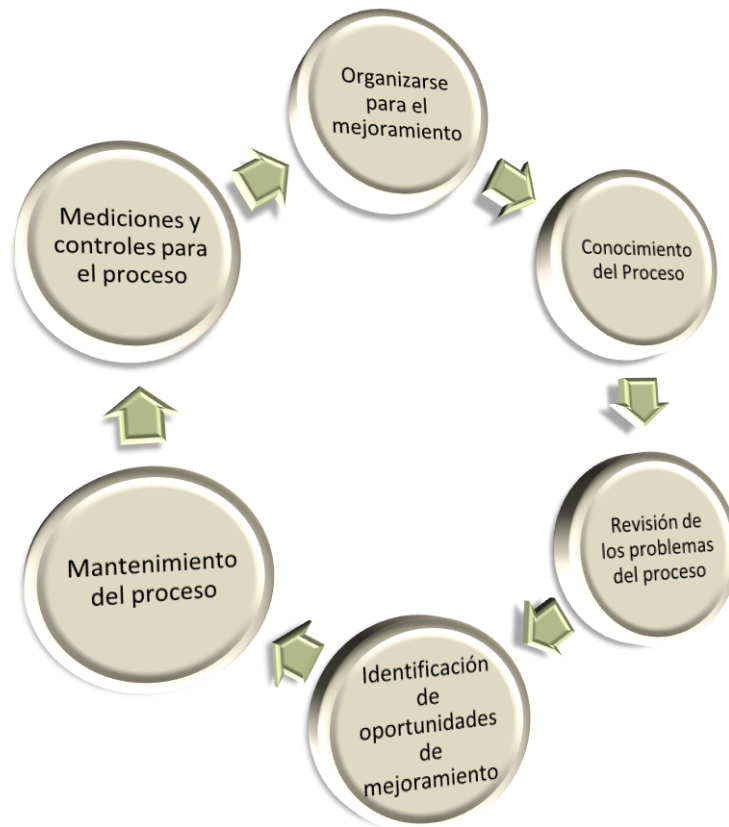 Organizarse
para el
mejoramiento
Conocimiento
del Proceso
Revisión de
los problemas
del proceso
Identificación
de
oportunidades
de
mejoramiento
Mantenimiento
del proceso
Mediciones y
controles para
el proceso